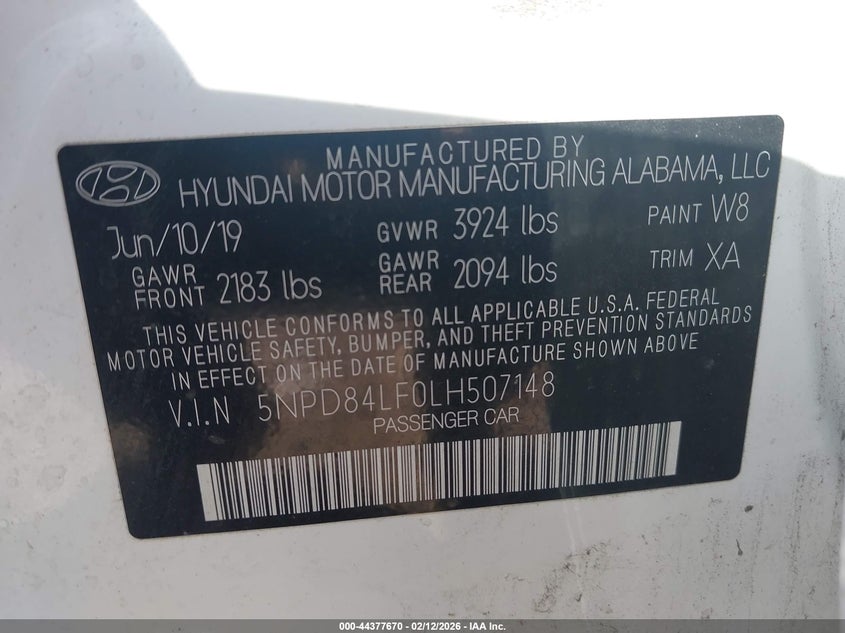 MANUFACTURED BY
HYUNDAI MOTOR MANUFACTURING ALABAMA, LLC
Jun/10/19 GVWR 3924 lbs PAINT W8
GAWR FRONT 2183 lbs GAWR REAR 2094 lbs TRIM XA
THIS VEHICLE CONFORMS TO ALL APPLICABLE U.S.A. FEDERAL
MOTOR VEHICLE SAFETY, BUMPER, AND THEFT PREVENTION STANDARDS
IN EFFECT ON THE DATE OF MANUFACTURE SHOWN ABOVE
V.I.N 5NPD84LF0LH507148
PASSENGER CAR
000-44377670 - 02/12/2026 - IAA Inc.